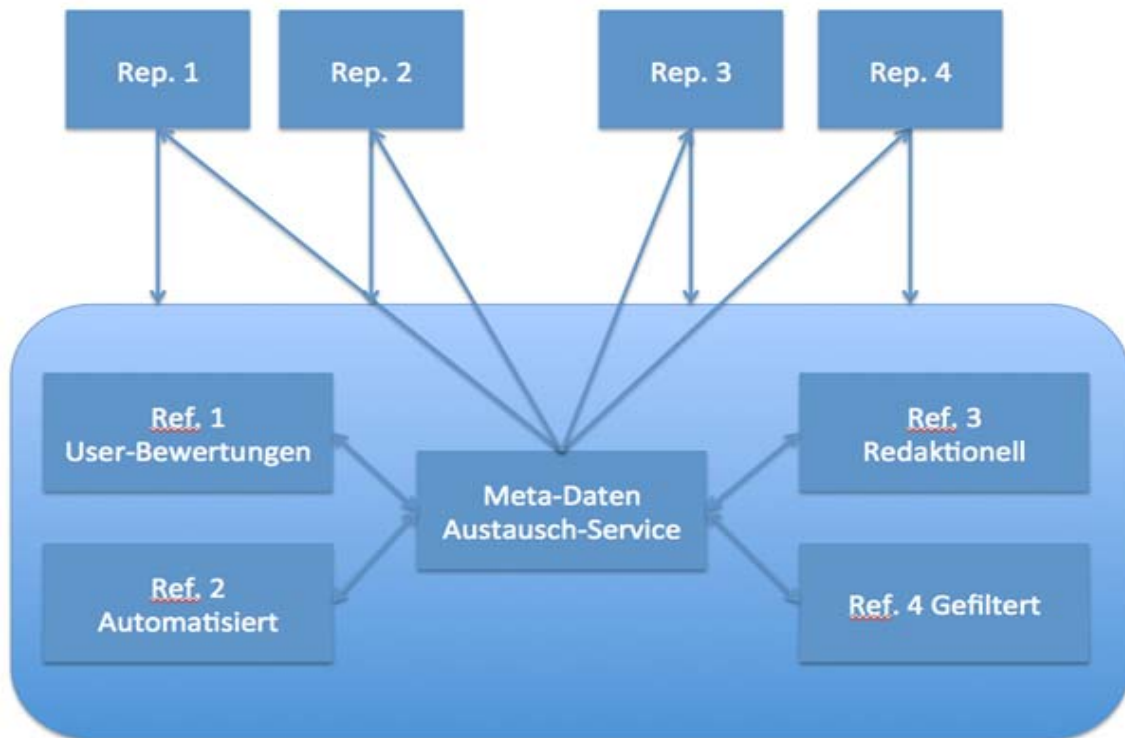 Rep. 1
Rep. 2
Rep. 3
Rep. 4
Ref. 1
User-Bewertungen
Ref. 2
Automatisiert
Meta-Daten
Austausch-Service
Ref. 3
Redaktionell
Ref. 4 Gefiltert